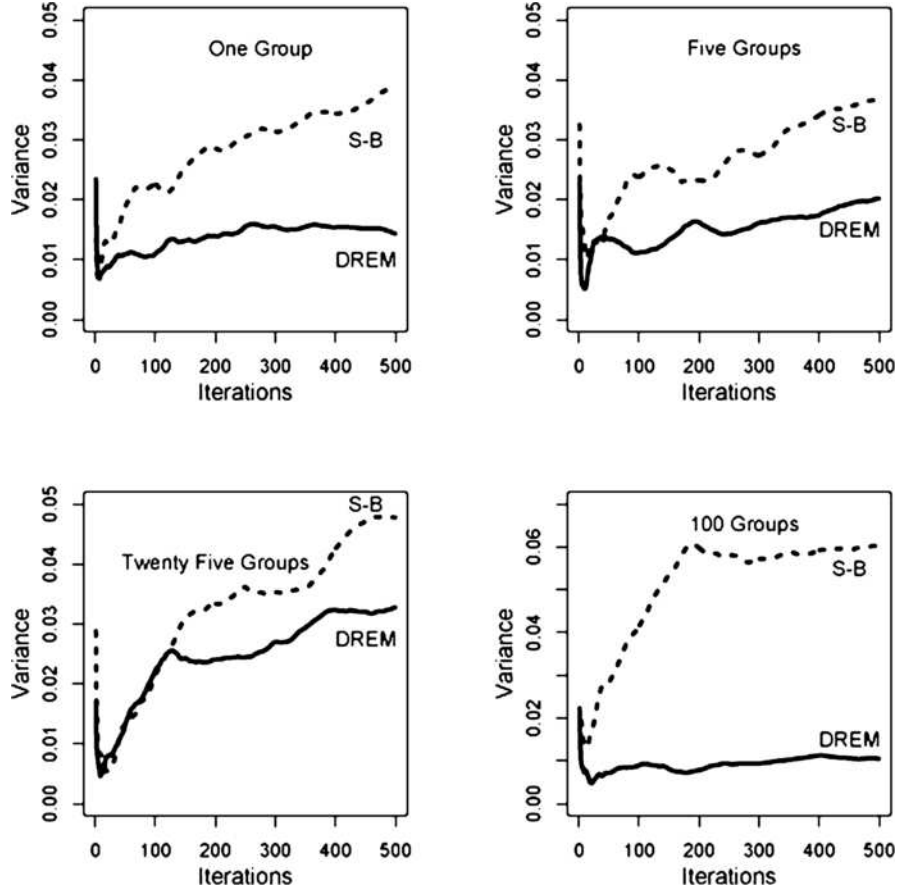 One Group
S-B
DREM
Variance
0.00 0.01 0.02 0.03 0.04 0.05
0 100 200 300 400 500
Iterations
Five Groups
S-B
DREM
Variance
0.00 0.01 0.02 0.03 0.04 0.05
0 100 200 300 400 500
Iterations
S-B
Twenty Five Groups
DREM
Variance
0.00 0.01 0.02 0.03 0.04 0.05
0 100 200 300 400 500
Iterations
100 Groups
S-B
DREM
Variance
0.00 0.02 0.04 0.06
0 100 200 300 400 500
Iterations